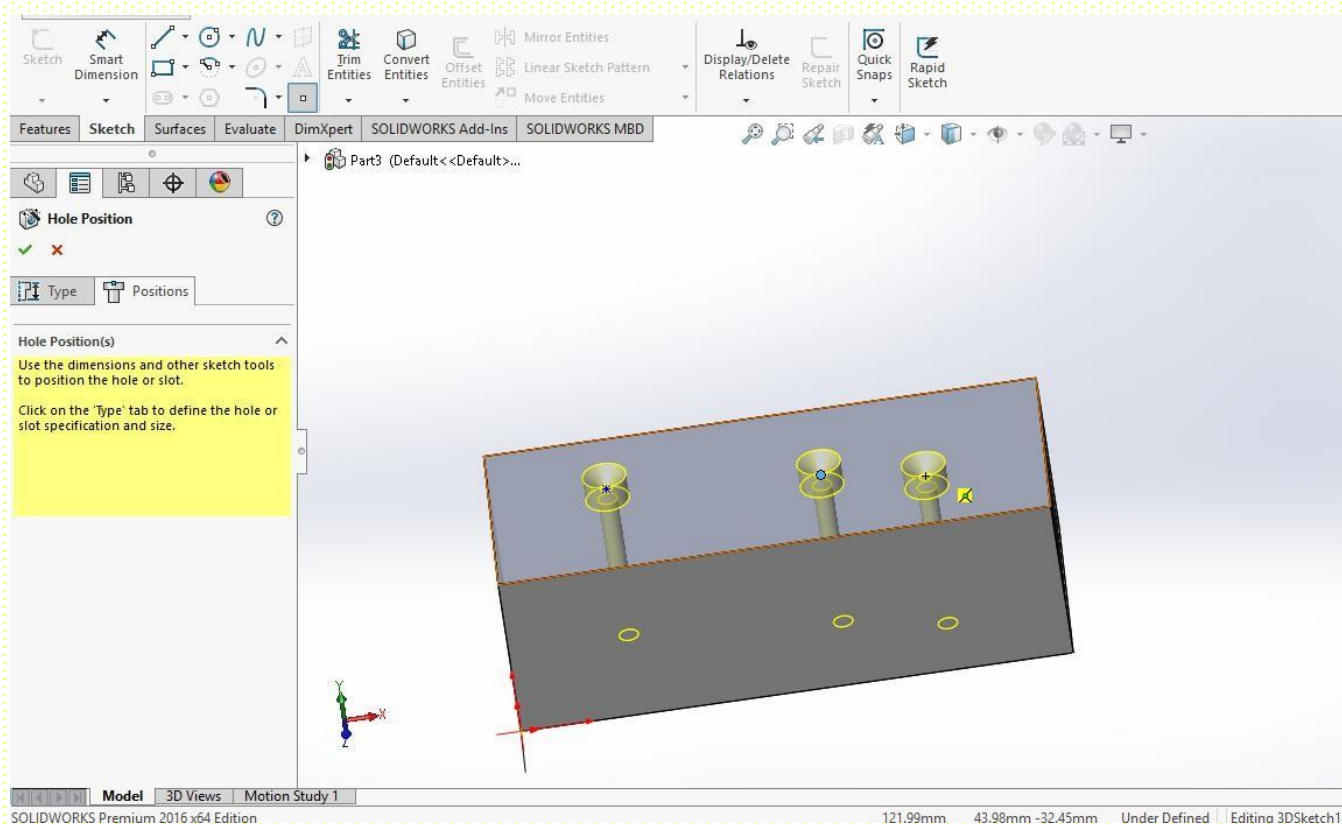 Sketch
Smart Dimension
Trim Entities
Convert Entities
Offset Entities
Mirror Entities
Linear Sketch Pattern
Move Entities
Display/Delete Relations
Repair Sketch
Quick Snaps
Rapid Sketch
Features Sketch Surfaces Evaluate DimXpert SOLIDWORKS Add-Ins SOLIDWORKS MBD
Part3 (Default<<Default>...
Hole Position
Type Positions
Hole Position(s)
Use the dimensions and other sketch tools
to position the hole or slot.
Click on the 'Type' tab to define the hole or
slot specification and size.
Y
X
Z
Model 3D Views Motion Study 1
SOLIDWORKS Premium 2016 x64 Edition 121.99mm 43.98mm -32.45mm Under Defined Editing 3DSketch1